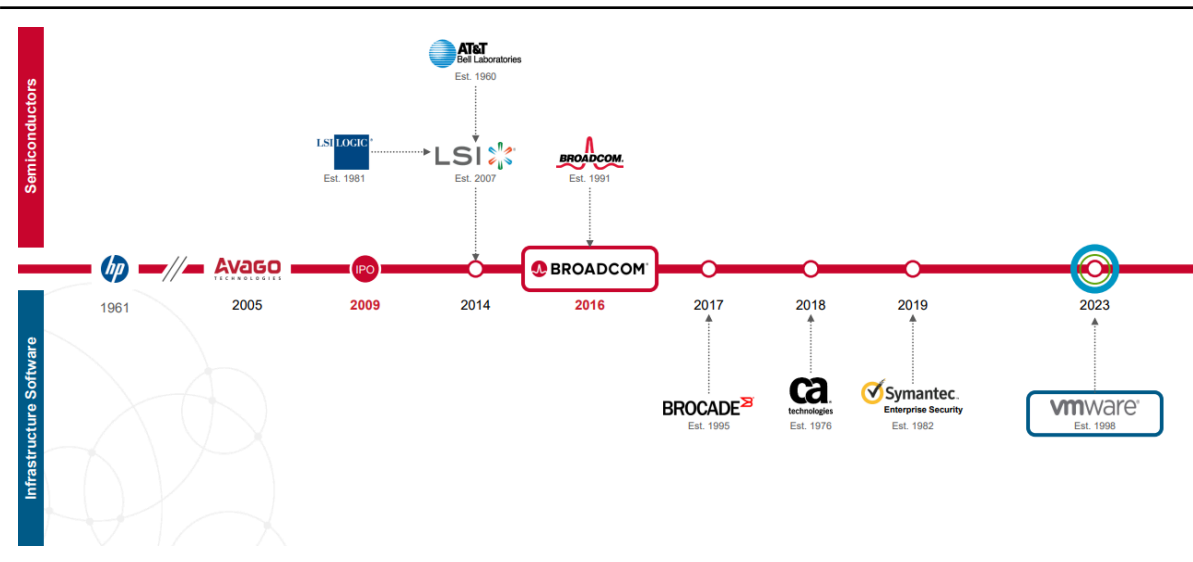 Semiconductors
AT&T
Bell Laboratories
Est. 1960
LSI LOGIC®
Est. 1981
LSI
Est. 2007
BROADCOM.
Est. 1991
hp
AVAGO
TECHNOLOGIES
IPO
BROADCOM®
1961
2005
2009
2014
2016
2017
2018
2019
2023
Infrastructure Software
BROCADE
Est. 1995
ca
technologies
Est. 1976
Symantec.
Enterprise Security
Est. 1982
vmware®
Est. 1998